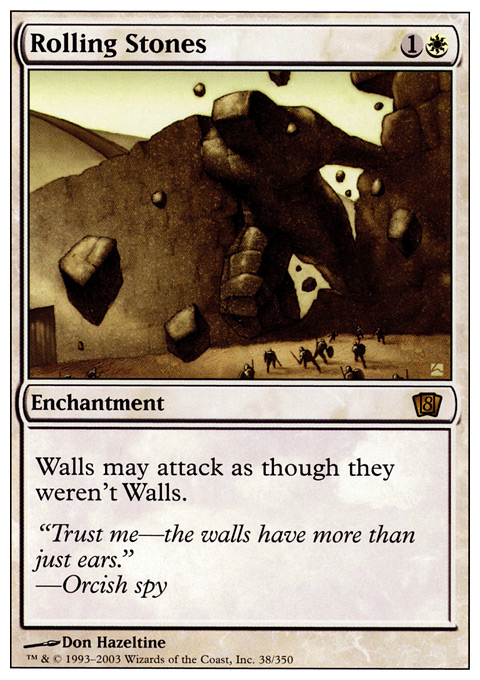 Rolling Stones 1
Enchantment 8
Walls may attack as though they
weren't Walls.
“Trust me—the walls have more than
just ears.”
—Orcish spy
Don Hazeltine
™ & © 1993–2003 Wizards of the Coast, Inc. 38/350